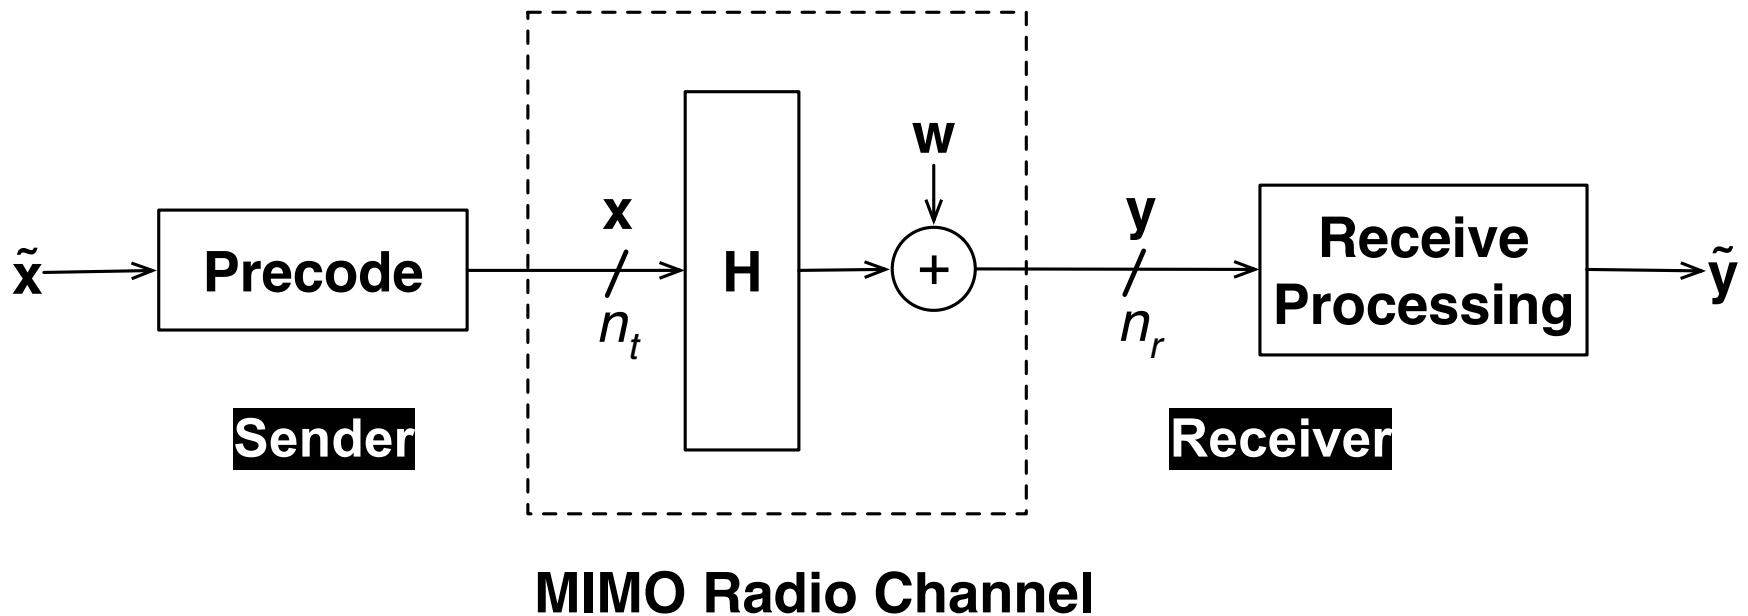 x̃
Precode
x
n_t
H
w
+
y
n_r
Receive
Processing
ỹ
Sender
Receiver
MIMO Radio Channel